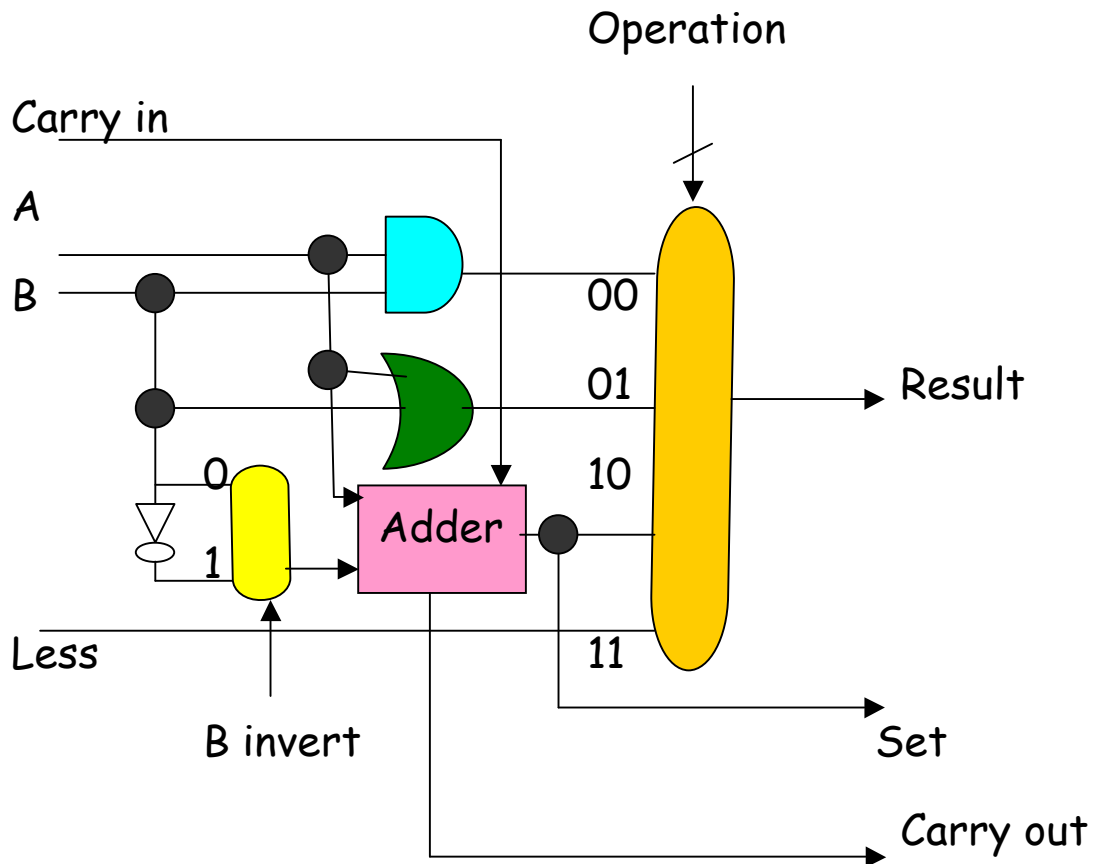 Operation
Carry in
A
B
00
01
Result
0
10
Adder
1
Less
11
B invert
Set
Carry out